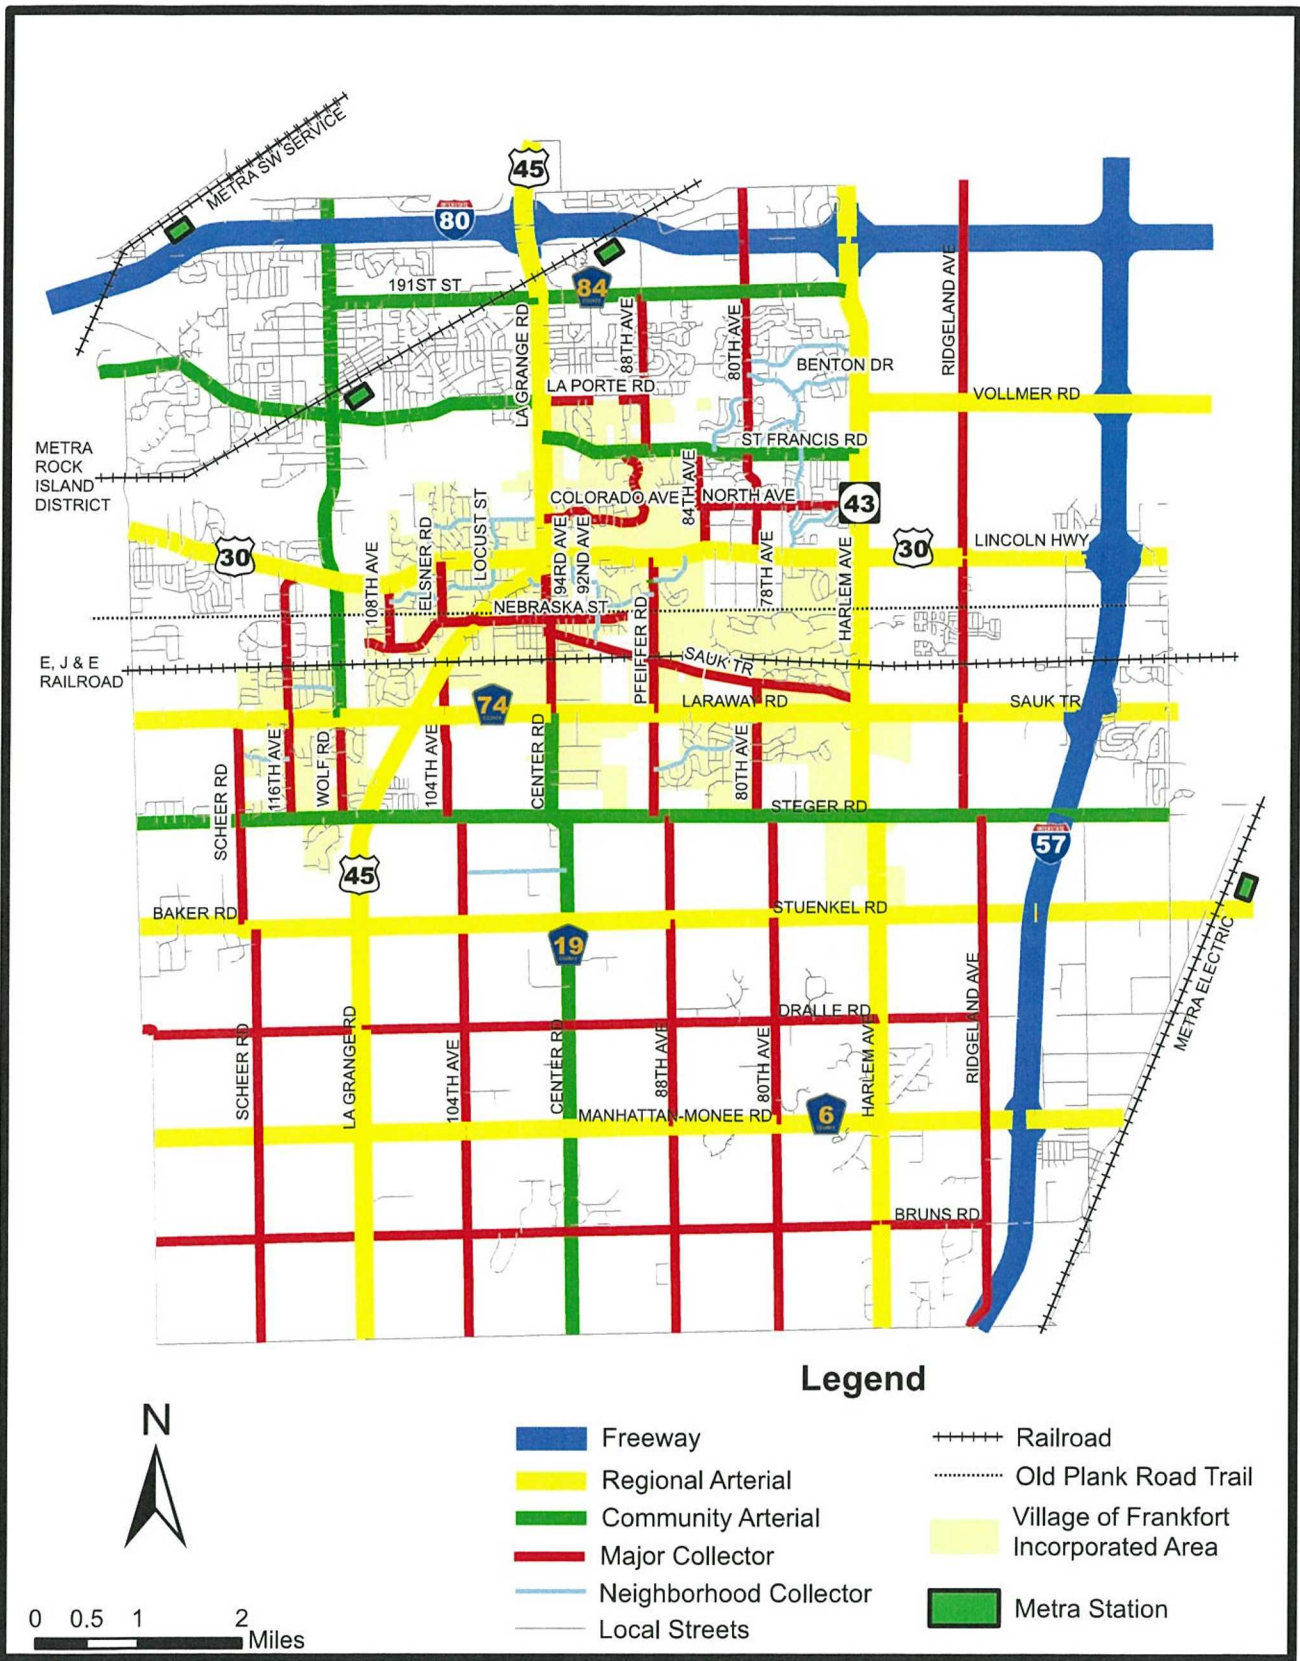 METRA SW SERVICE
45
80
191ST ST
84
COUNTY
88TH AVE
LA GRANGE RD
80TH AVE
RIDGELAND AVE
BENTON DR
LA PORTE RD
VOLLMER RD
ST FRANCIS RD
METRA
ROCK
ISLAND
DISTRICT
84TH AVE
COLORADO AVE
NORTH AVE
43
LOCUST ST
30
30
LINCOLN HWY
ELSNER RD
108TH AVE
94RD AVE
92ND AVE
78TH AVE
HARLEM AVE
NEBRASKA ST
PFEIFFER RD
E, J & E
RAILROAD
SAUK TR
74
COUNTY
LARAWAY RD
SAUK TR
116TH AVE
WOLF RD
104TH AVE
CENTER RD
80TH AVE
SCHEER RD
STEGER RD
57
45
BAKER RD
STUENKEL RD
19
COUNTY
METRA ELECTRIC
RIDGELAND AVE
DRALLE RD
SCHEER RD
LA GRANGE RD
104TH AVE
CENTER RD
88TH AVE
80TH AVE
HARLEM AVE
MANHATTAN-MONEE RD
6
COUNTY
BRUNS RD
Legend
N
Freeway
Regional Arterial
Community Arterial
Major Collector
Neighborhood Collector
Local Streets
Railroad
Old Plank Road Trail
Village of Frankfort
Incorporated Area
Metra Station
0 0.5 1 2
Miles